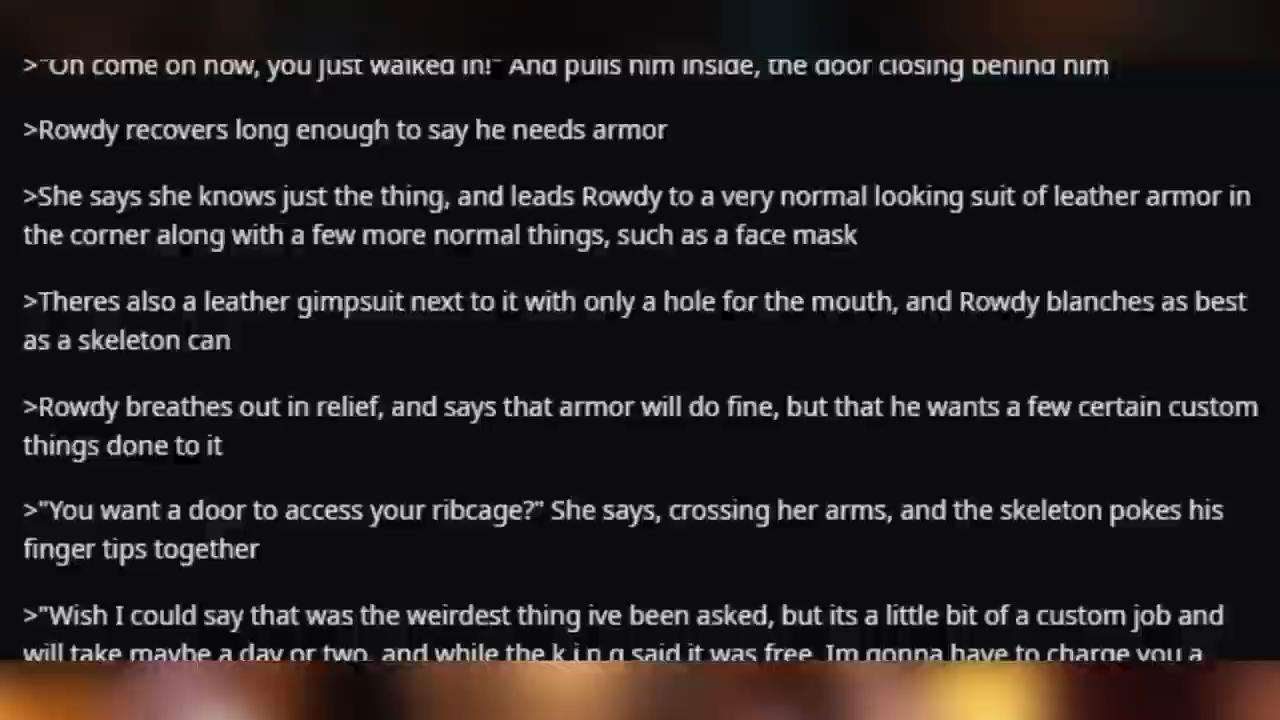 >"Oh come on now, you just walked in!" And pulls him inside, the door closing behind him
>Rowdy recovers long enough to say he needs armor
>She says she knows just the thing, and leads Rowdy to a very normal looking suit of leather armor in
the corner along with a few more normal things, such as a face mask
>Theres also a leather gimpsuit next to it with only a hole for the mouth, and Rowdy blanches as best
as a skeleton can
>Rowdy breathes out in relief, and says that armor will do fine, but that he wants a few certain custom
things done to it
>"You want a door to access your ribcage?" She says, crossing her arms, and the skeleton pokes his
finger tips together
>"Wish I could say that was the weirdest thing ive been asked, but its a little bit of a custom job and
will take maybe a day or two, and while the k i n g said it was free, Im gonna have to charge you a